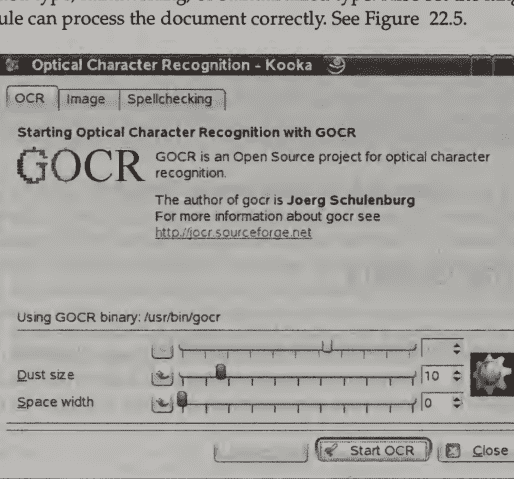 ule can process the document correctly. See Figure 22.5.
Optical Character Recognition - Kooka
OCR Image Spellchecking
Starting Optical Character Recognition with GOCR
GOCR
GOCR is an Open Source project for optical character
recognition.
The author of gocr is Joerg Schulenburg
For more information about gocr see
http://jocr.sourceforge.net
Using GOCR binary: /usr/bin/gocr
Dust size 10
Space width 0
Start OCR Close